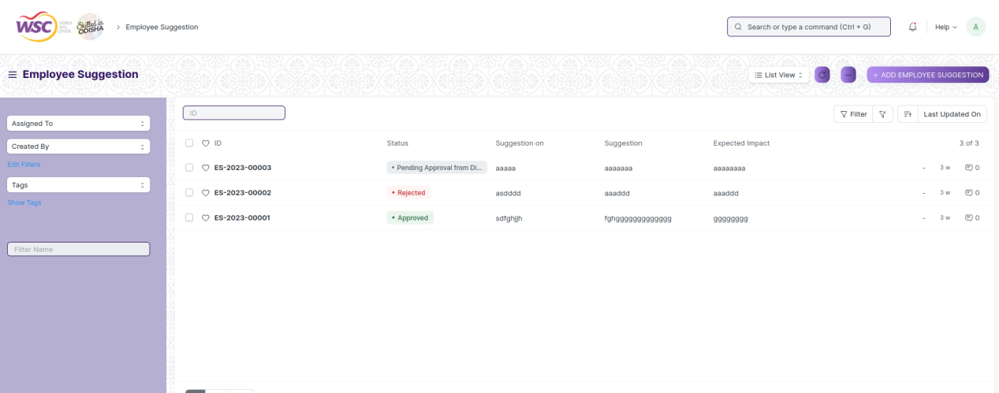 WSC WORLD SKILL CENTER Skilled in ODISHA > Employee Suggestion Search or type a command (Ctrl + G) Help A
Employee Suggestion List View ... + ADD EMPLOYEE SUGGESTION
Assigned To
Created By
Edit Filters
Tags
Show Tags
Filter Name
ID Filter Last Updated On
ID Status Suggestion on Suggestion Expected Impact 3 of 3
ES-2023-00003 • Pending Approval from Di... aaaaa aaaaaaa aaaaaaaa - 3 w 0
ES-2023-00002 • Rejected asdddd aaaddd aaaddd - 3 w 0
ES-2023-00001 • Approved sdfghjjh fghggggggggggggg gggggggg - 3 w 0